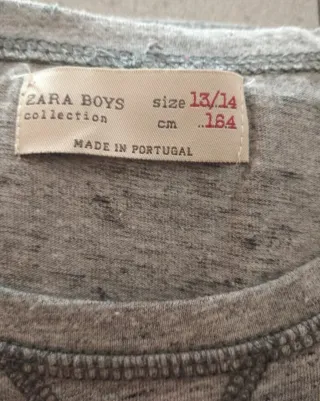 ZARA BOYS size 13/14
collection cm ..164
MADE IN PORTUGAL